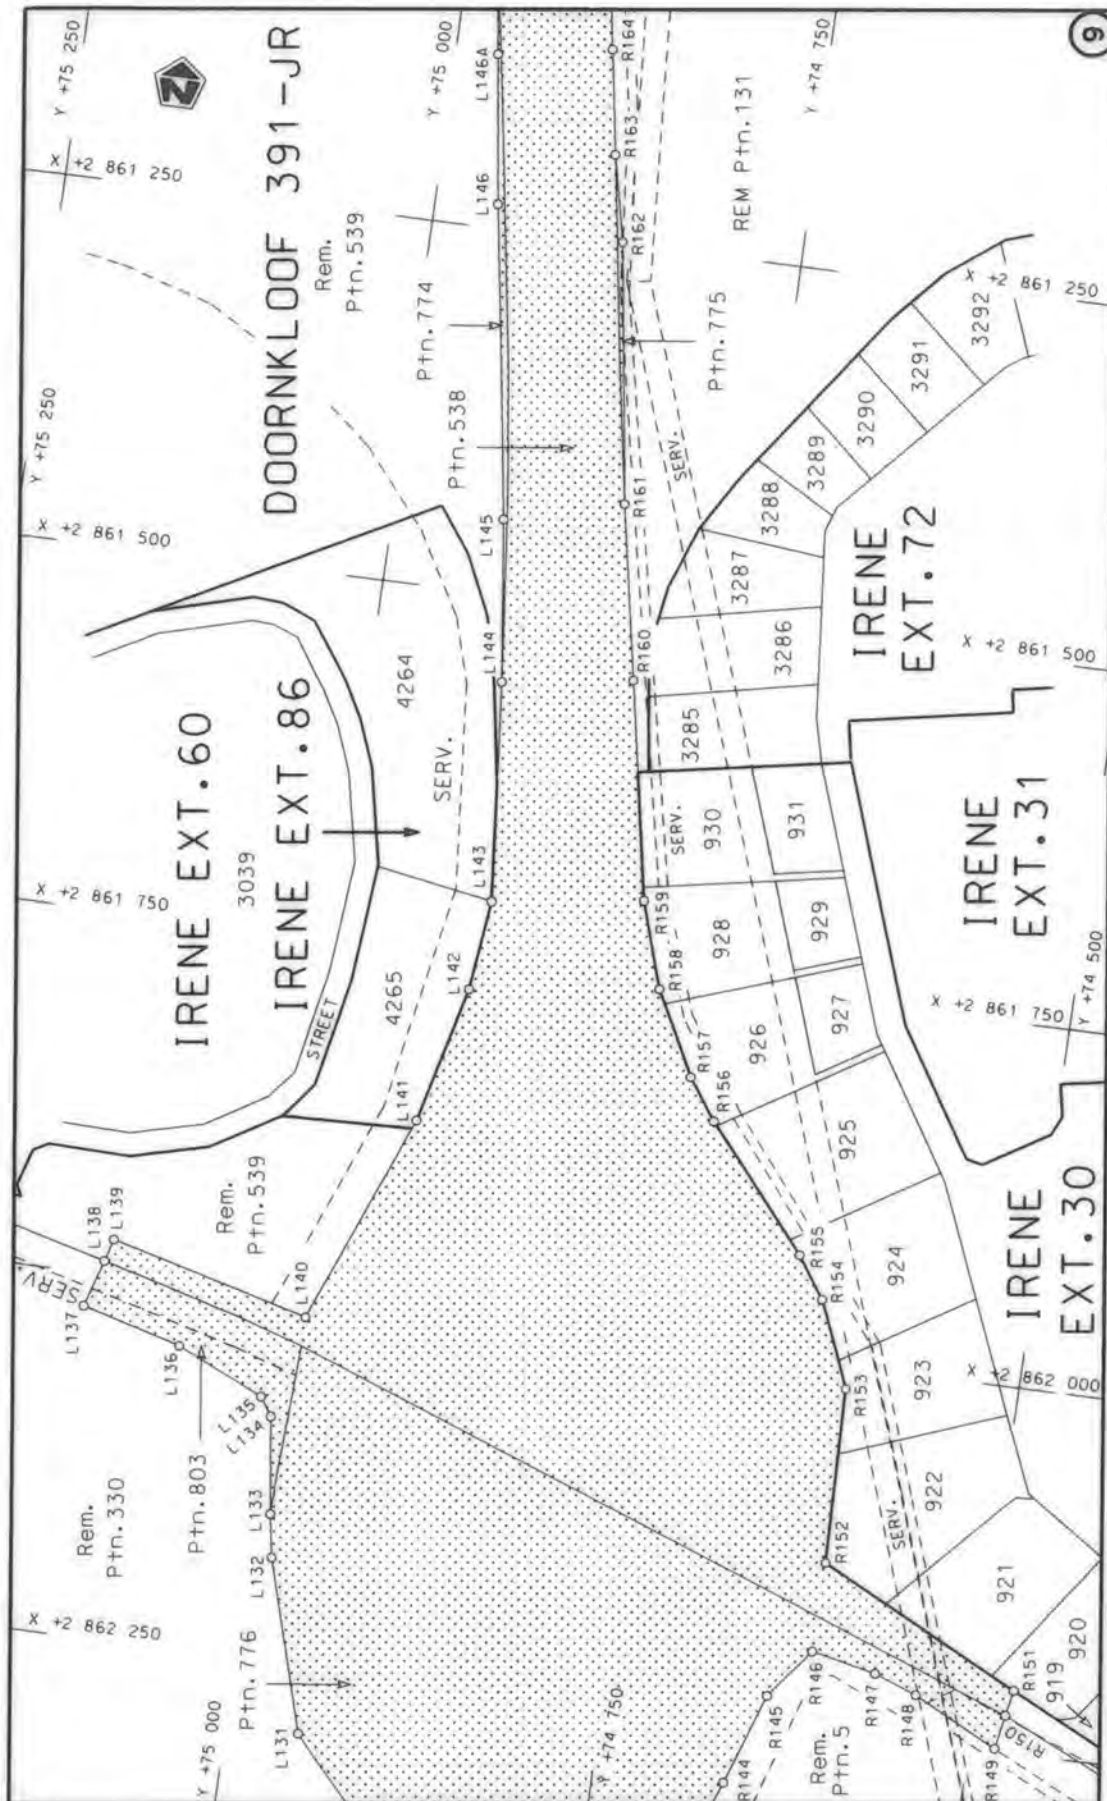 Y +75 250
Y +75 000
L146A
R164
Y +74 750
9
N
X +2 861 250
DOORNKLOOF 391-JR
Rem.
Ptn.539
L146
R163
REM Ptn.131
R162
Ptn.774
Ptn.775
X +2 861 250
3292
3291
3290
3289
3288
3287
3286
3285
Y +75 250
X +2 861 500
Ptn.538
L145
R161
SERV.
L144
R160
4264
SERV.
IRENE
EXT.72
X +2 861 500
IRENE EXT.60
3039
IRENE EXT.86
X +2 861 750
L143
SERV.
930
931
R159
IRENE
EXT.31
STREET
4265
L142
R158
928
929
R157
926
927
X +2 861 750
Y +74 500
L141
R156
925
Rem.
Ptn.539
L138
L139
SERV.
L137
L140
R155
R154
924
IRENE
EXT.30
L136
L135
L134
R153
923
X +2 862 000
Rem.
Ptn.330
Ptn.803
L133
L132
R152
922
SERV.
921
X +2 862 250
Ptn.776
L131
Y +75 000
Y +74 750
R144
R145
R146
R147
R148
R149
R150
R151
Rem.
Ptn.5
919
920